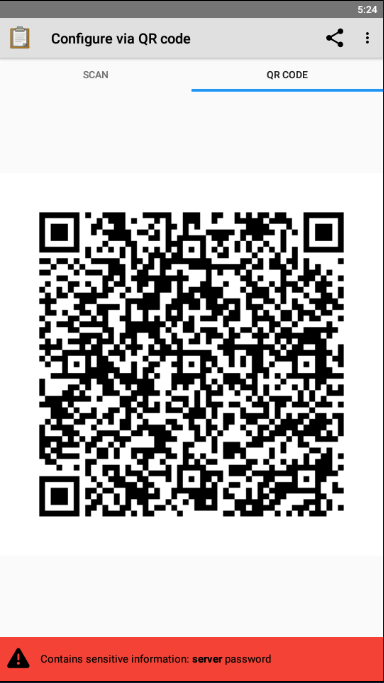 5:24
Configure via QR code
SCAN
QR CODE
Contains sensitive information: server password